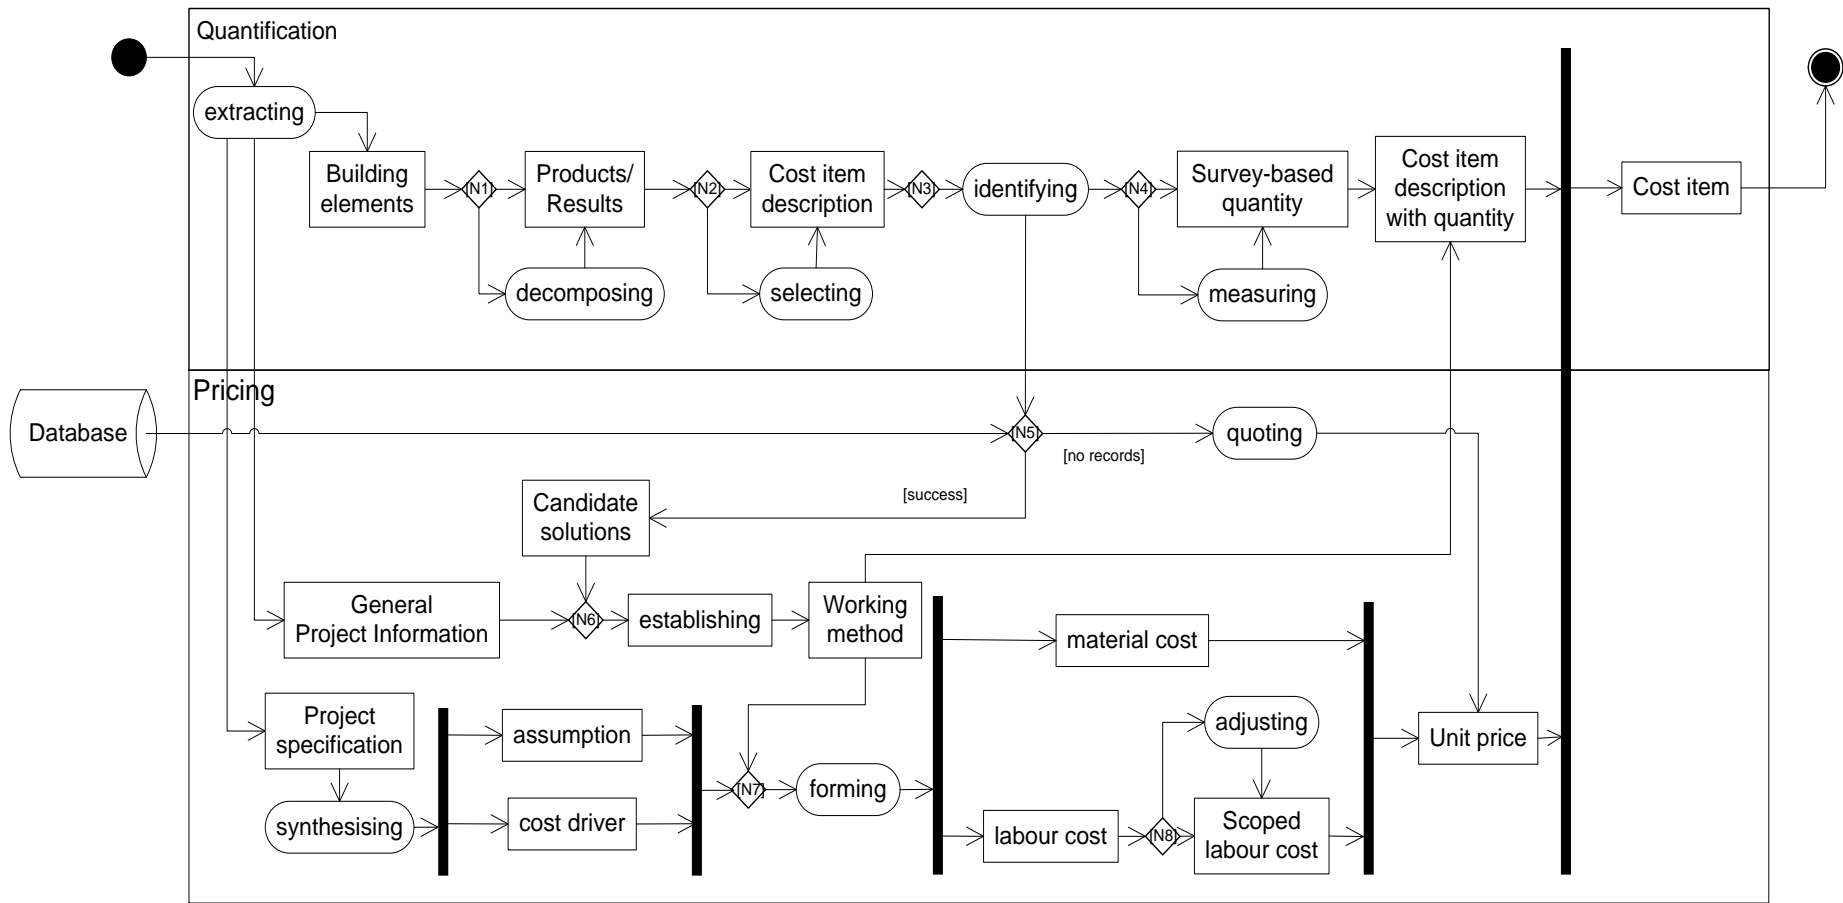 Quantification
extracting
Building
elements
[N1]
Products/
Results
[N2]
Cost item
description
[N3]
identifying
[N4]
Survey-based
quantity
Cost item
description
with quantity
Cost item
decomposing
selecting
measuring
Pricing
Database
[N5]
quoting
[no records]
[success]
Candidate
solutions
General
Project Information
[N6]
establishing
Working
method
material cost
Project
specification
assumption
adjusting
Unit price
[N7]
forming
synthesising
cost driver
labour cost
[N8]
Scoped
labour cost